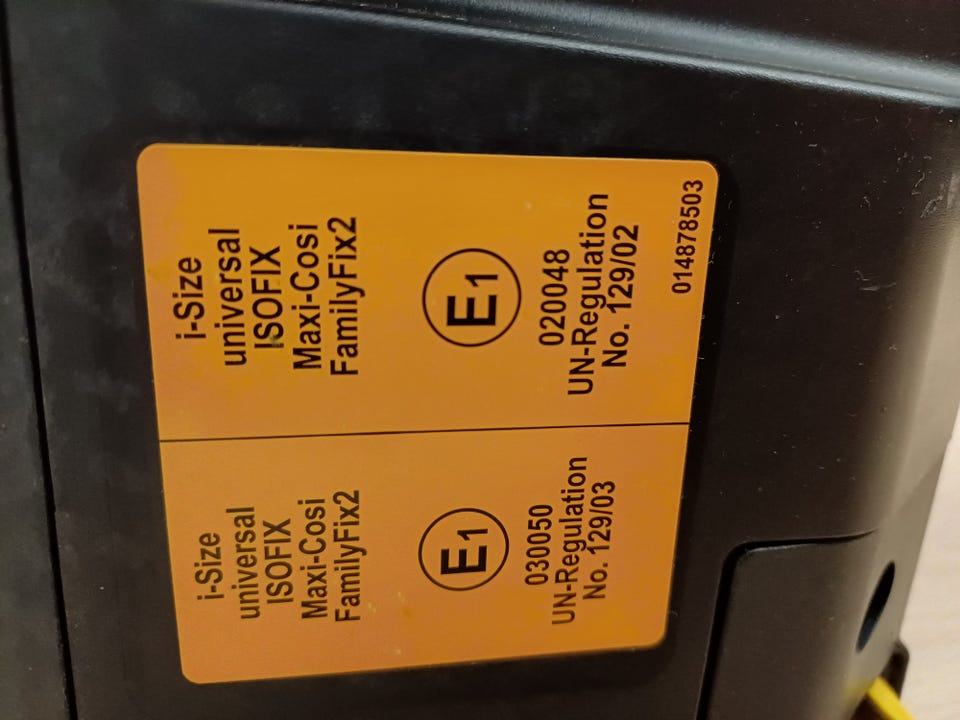 i-Size
universal
ISOFIX
Maxi-Cosi
FamilyFix2
E1
030050
UN-Regulation
No. 129/03
i-Size
universal
ISOFIX
Maxi-Cosi
FamilyFix2
E1
020048
UN-Regulation
No. 129/02
014878503